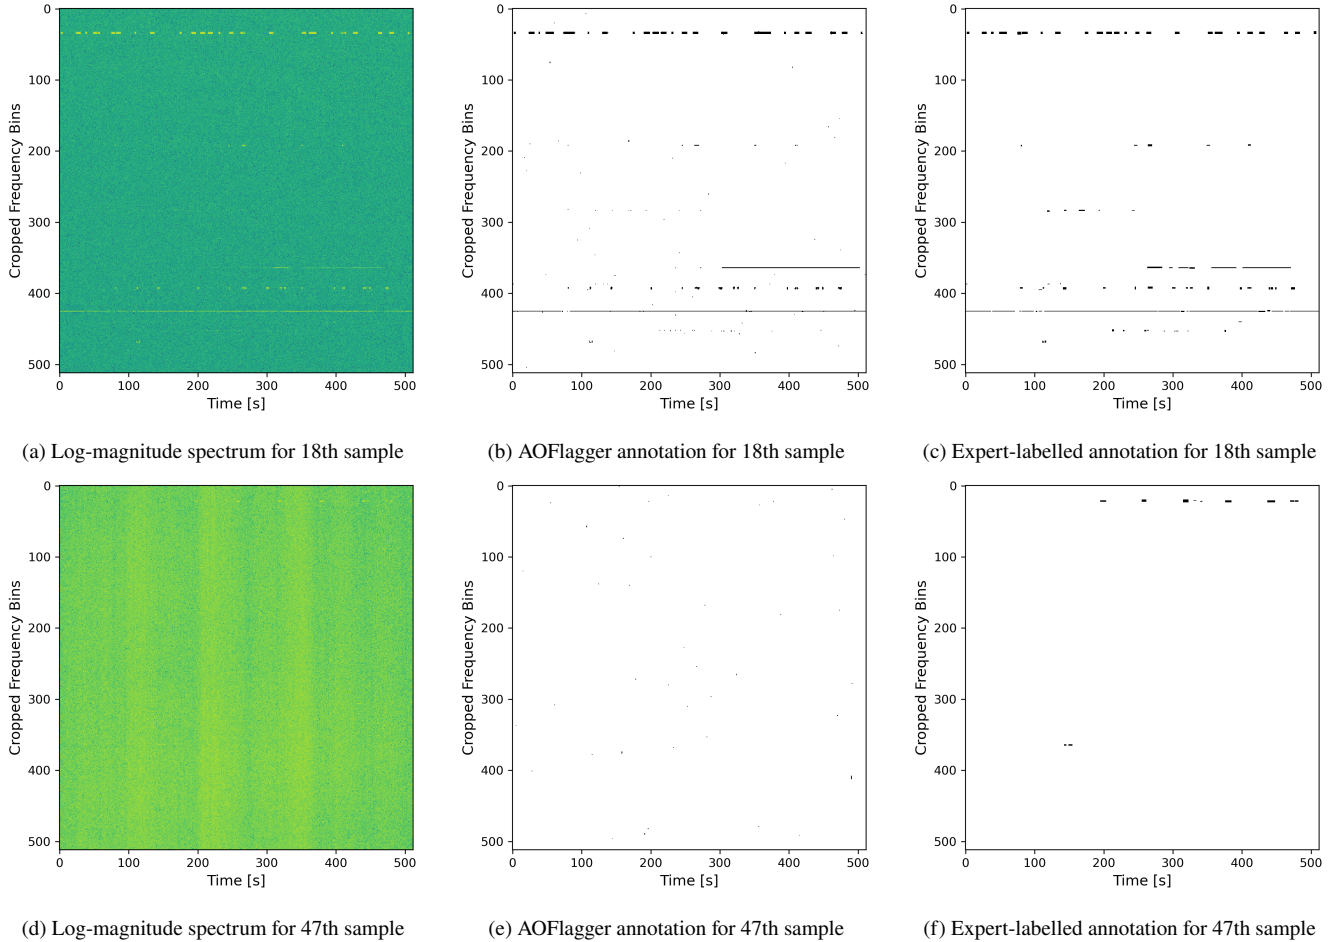 0
100
200
300
400
500
Cropped Frequency Bins
0 100 200 300 400 500
Time [s]
(a) Log-magnitude spectrum for 18th sample
0
100
200
300
400
500
Cropped Frequency Bins
0 100 200 300 400 500
Time [s]
(b) AOFlagger annotation for 18th sample
0
100
200
300
400
500
Cropped Frequency Bins
0 100 200 300 400 500
Time [s]
(c) Expert-labelled annotation for 18th sample
0
100
200
300
400
500
Cropped Frequency Bins
0 100 200 300 400 500
Time [s]
(d) Log-magnitude spectrum for 47th sample
0
100
200
300
400
500
Cropped Frequency Bins
0 100 200 300 400 500
Time [s]
(e) AOFlagger annotation for 47th sample
0
100
200
300
400
500
Cropped Frequency Bins
0 100 200 300 400 500
Time [s]
(f) Expert-labelled annotation for 47th sample